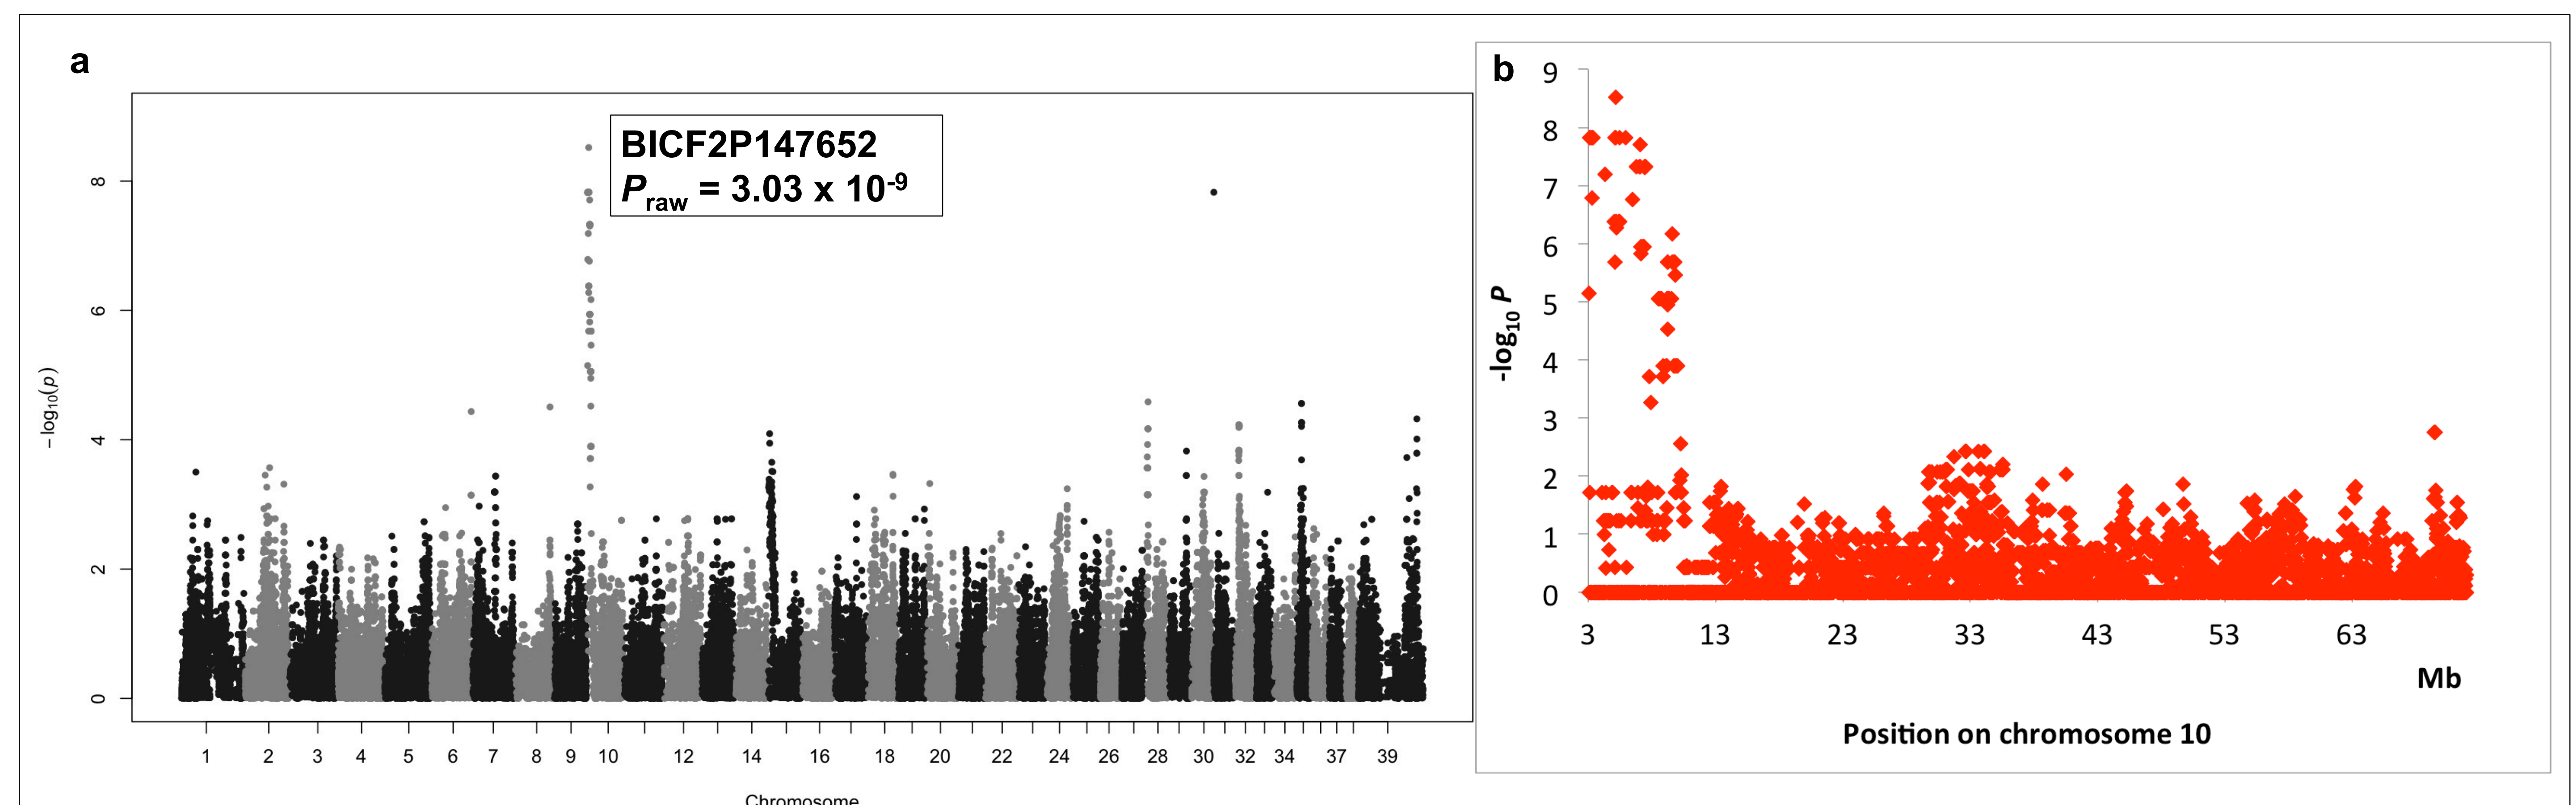 a
BICF2P147652
Praw = 3.03 x 10-9
8
6
4
2
0
−log10(p)
1 2 3 4 5 6 7 8 9 10 12 14 16 18 20 22 24 26 28 30 32 34 37 39
Chromosome
b
9
8
7
6
5
4
3
2
1
0
-log10 P
3 13 23 33 43 53 63
Mb
Position on chromosome 10